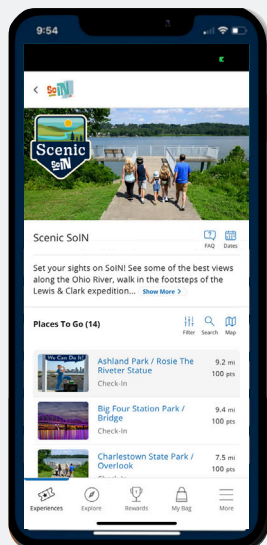 9:54
SoIN
Scenic
SoIN
Scenic SoIN
FAQ
Dates
Set your sights on SoIN! See some of the best views
along the Ohio River, walk in the footsteps of the
Lewis & Clark expedition... Show More >
Places To Go (14)
Filter
Search
Map
We Can Do It!
Ashland Park / Rosie The
Riveter Statue
9.2 mi
Check-In
100 pts
Big Four Station Park /
Bridge
9.4 mi
Check-In
100 pts
Charlestown State Park /
Overlook
7.5 mi
100 pts
Check-In
Experiences
Explore
Rewards
My Bag
More